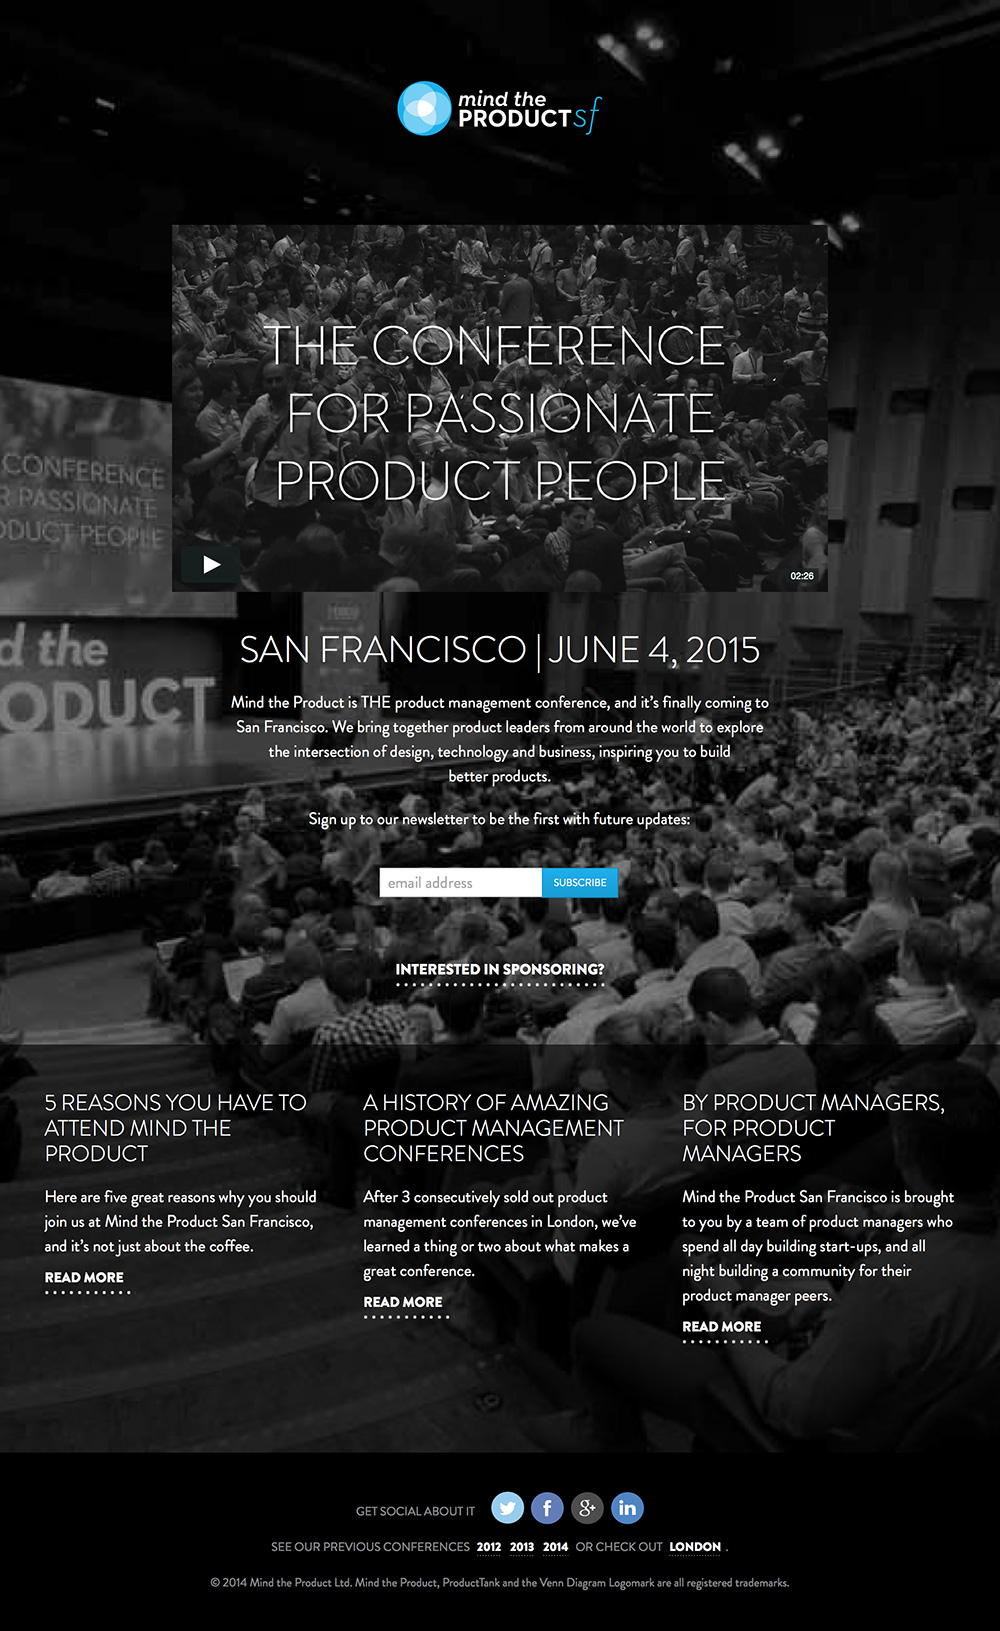 mind the
PRODUCT sf
THE CONFERENCE
FOR PASSIONATE
PRODUCT PEOPLE
02:26
CONFERENCE
R PASSIONATE
ODUCT PEOPLE
d the
ODUCT
SAN FRANCISCO | JUNE 4, 2015
Mind the Product is THE product management conference, and it's finally coming to
San Francisco. We bring together product leaders from around the world to explore
the intersection of design, technology and business, inspiring you to build
better products.
Sign up to our newsletter to be the first with future updates:
email address SUBSCRIBE
INTERESTED IN SPONSORING?
5 REASONS YOU HAVE TO
ATTEND MIND THE
PRODUCT
Here are five great reasons why you should
join us at Mind the Product San Francisco,
and it's not just about the coffee.
READ MORE
A HISTORY OF AMAZING
PRODUCT MANAGEMENT
CONFERENCES
After 3 consecutively sold out product
management conferences in London, we've
learned a thing or two about what makes a
great conference.
READ MORE
BY PRODUCT MANAGERS,
FOR PRODUCT
MANAGERS
Mind the Product San Francisco is brought
to you by a team of product managers who
spend all day building start-ups, and all
night building a community for their
product manager peers.
READ MORE
GET SOCIAL ABOUT IT f g+ in
SEE OUR PREVIOUS CONFERENCES 2012 2013 2014 OR CHECK OUT LONDON .
© 2014 Mind the Product Ltd. Mind the Product, ProductTank and the Venn Diagram Logomark are all registered trademarks.